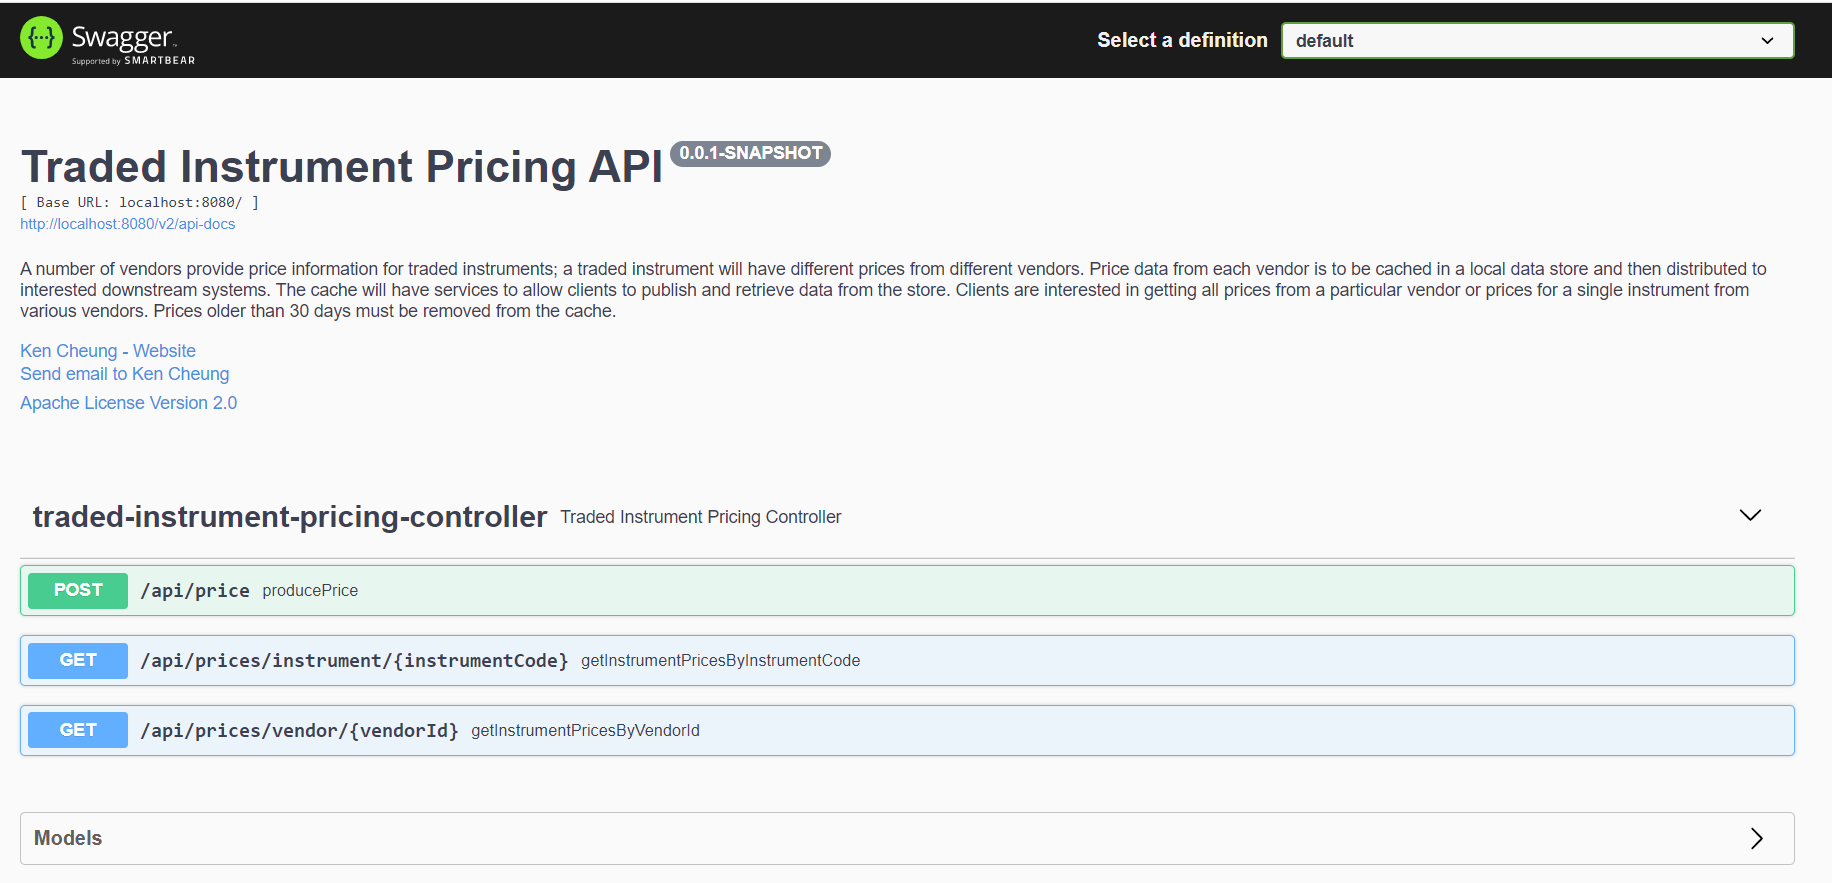 {···} Swagger™
Supported by SMARTBEAR
Select a definition
default
Traded Instrument Pricing API 0.0.1-SNAPSHOT
[ Base URL: localhost:8080/ ]
http://localhost:8080/v2/api-docs
A number of vendors provide price information for traded instruments; a traded instrument will have different prices from different vendors. Price data from each vendor is to be cached in a local data store and then distributed to
interested downstream systems. The cache will have services to allow clients to publish and retrieve data from the store. Clients are interested in getting all prices from a particular vendor or prices for a single instrument from
various vendors. Prices older than 30 days must be removed from the cache.
Ken Cheung - Website
Send email to Ken Cheung
Apache License Version 2.0
traded-instrument-pricing-controller Traded Instrument Pricing Controller
POST /api/price producePrice
GET /api/prices/instrument/{instrumentCode} getInstrumentPricesByInstrumentCode
GET /api/prices/vendor/{vendorId} getInstrumentPricesByVendorId
Models